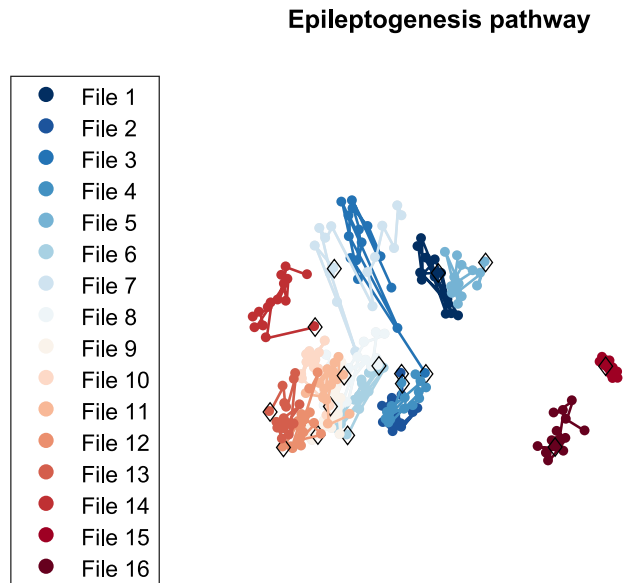 Epileptogenesis pathway
File 1
File 2
File 3
File 4
File 5
File 6
File 7
File 8
File 9
File 10
File 11
File 12
File 13
File 14
File 15
File 16